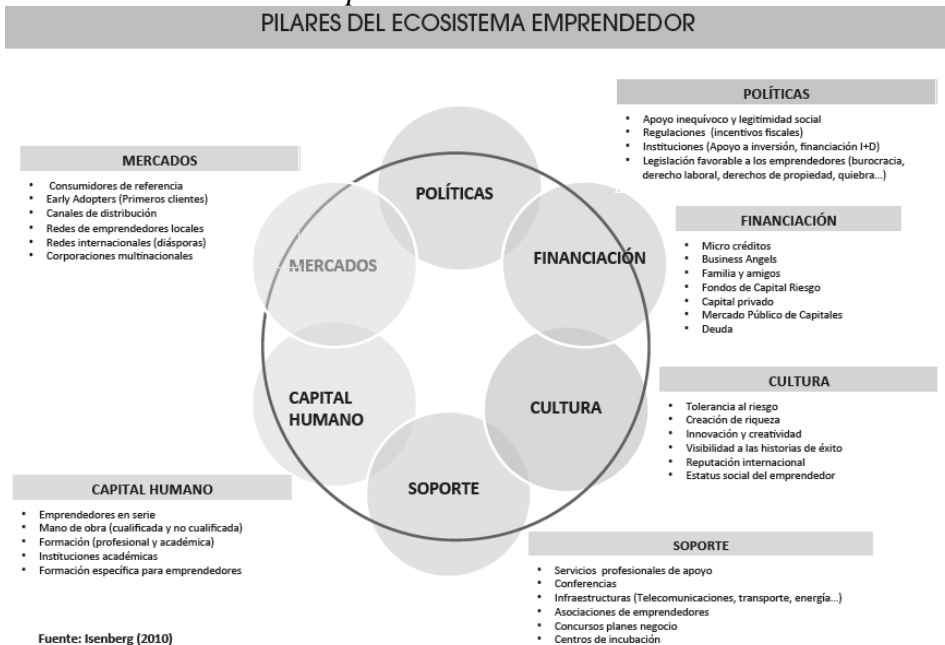 PILARES DEL ECOSISTEMA EMPRENDEDOR
POLÍTICAS
• Apoyo inequívoco y legitimidad social
• Regulaciones (incentivos fiscales)
• Instituciones (Apoyo a inversión, financiación I+D)
• Legislación favorable a los emprendedores (burocracia,
derecho laboral, derechos de propiedad, quiebra...)
MERCADOS
• Consumidores de referencia
• Early Adopters (Primeros clientes)
• Canales de distribución
• Redes de emprendedores locales
• Redes internacionales (diásporas)
• Corporaciones multinacionales
POLÍTICAS
MERCADOS
FINANCIACIÓN
CAPITAL
HUMANO
CULTURA
SOPORTE
FINANCIACIÓN
• Micro créditos
• Business Angels
• Familia y amigos
• Fondos de Capital Riesgo
• Capital privado
• Mercado Público de Capitales
• Deuda
CULTURA
• Tolerancia al riesgo
• Creación de riqueza
• Innovación y creatividad
• Visibilidad a las historias de éxito
• Reputación internacional
• Estatus social del emprendedor
CAPITAL HUMANO
• Emprendedores en serie
• Mano de obra (cualificada y no cualificada)
• Formación (profesional y académica)
• Instituciones académicas
• Formación específica para emprendedores
SOPORTE
• Servicios profesionales de apoyo
• Conferencias
• Infraestructuras (Telecomunicaciones, transporte, energía...)
• Asociaciones de emprendedores
• Concursos planes negocio
• Centros de incubación
Fuente: Isenberg (2010)